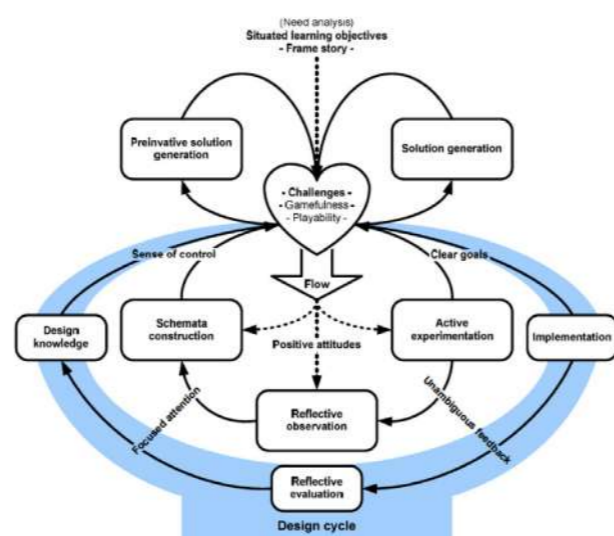 (Need analysis)
Situated learning objectives
- Frame story -
Preinvative solution
generation
Solution generation
- Challenges -
- Gamefulness -
- Playability -
Sense of control
Clear goals
Flow
Design
knowledge
Schemata
construction
Positive attitudes
Active
experimentation
Implementation
Focused attention
Reflective
observation
Unambiguous feedback
Reflective
evaluation
Design cycle